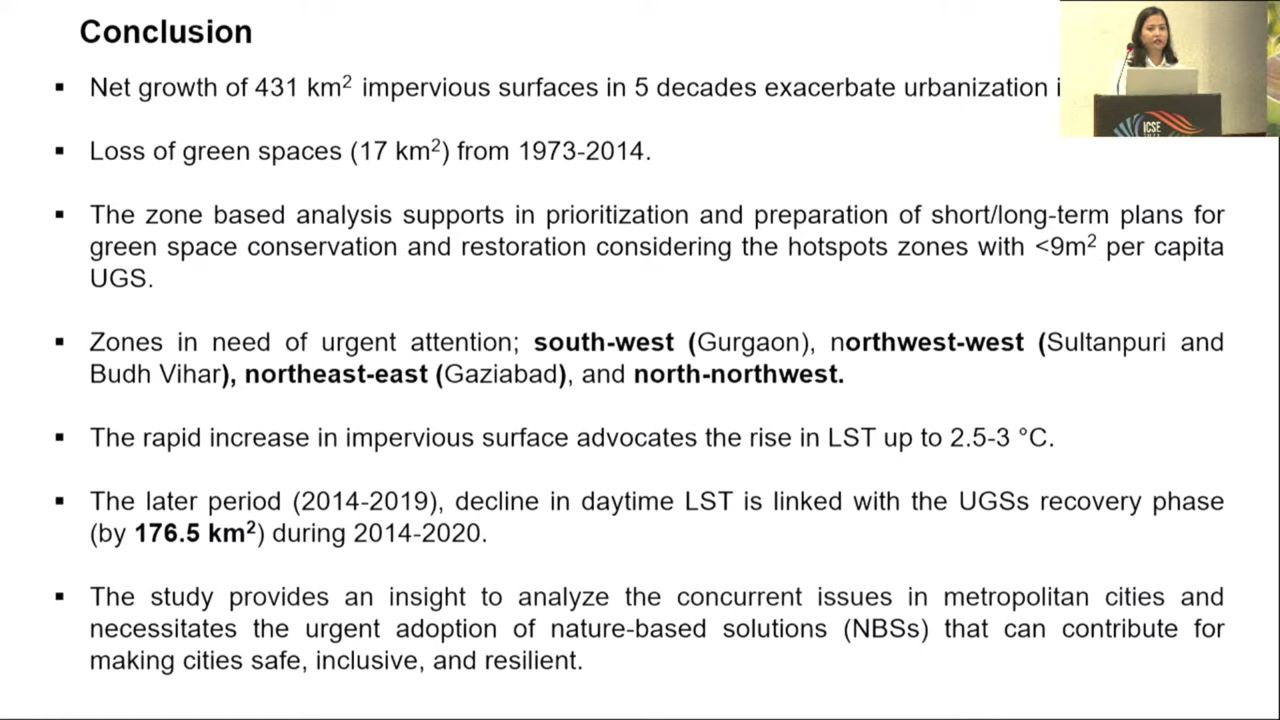 Conclusion
▪ Net growth of 431 km² impervious surfaces in 5 decades exacerbate urbanization
▪ Loss of green spaces (17 km²) from 1973-2014.
▪ The zone based analysis supports in prioritization and preparation of short/long-term plans for
green space conservation and restoration considering the hotspots zones with <9m² per capita
UGS.
▪ Zones in need of urgent attention; south-west (Gurgaon), northwest-west (Sultanpuri and
Budh Vihar), northeast-east (Gaziabad), and north-northwest.
▪ The rapid increase in impervious surface advocates the rise in LST up to 2.5-3 °C.
▪ The later period (2014-2019), decline in daytime LST is linked with the UGSs recovery phase
(by 176.5 km²) during 2014-2020.
▪ The study provides an insight to analyze the concurrent issues in metropolitan cities and
necessitates the urgent adoption of nature-based solutions (NBSs) that can contribute for
making cities safe, inclusive, and resilient.
ICSE